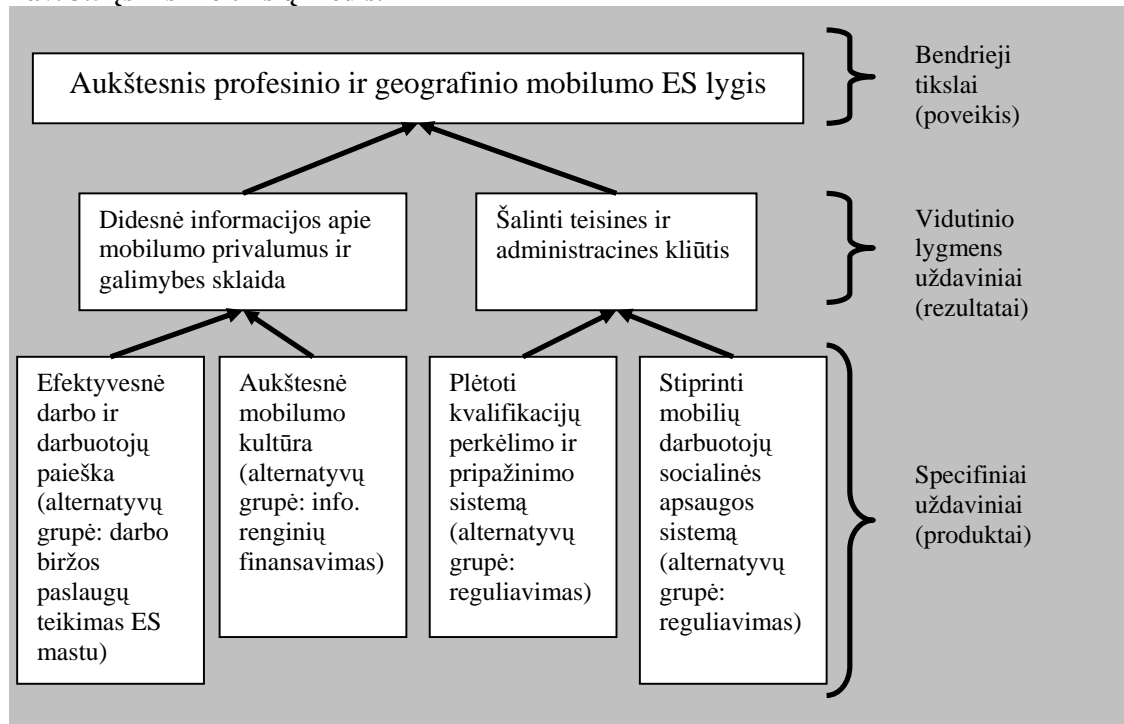 Aukštesnis profesinio ir geografinio mobilumo ES lygis
Bendrieji
tikslai
(poveikis)
Didesnė informacijos apie
mobilumo privalumus ir
galimybes sklaida
Šalinti teisines ir
administracines kliūtis
Vidutinio
lygmens
uždaviniai
(rezultatai)
Efektyvesnė
darbo ir
darbuotojų
paieška
(alternatyvų
grupė: darbo
biržos
paslaugų
teikimas ES
mastu)
Aukštesnė
mobilumo
kultūra
(alternatyvų
grupė: info.
renginių
finansavimas)
Plėtoti
kvalifikacijų
perkėlimo ir
pripažinimo
sistemą
(alternatyvų
grupė:
reguliavimas)
Stiprinti
mobilių
darbuotojų
socialinės
apsaugos
sistemą
(alternatyvų
grupė:
reguliavimas)
Specifiniai
uždaviniai
(produktai)